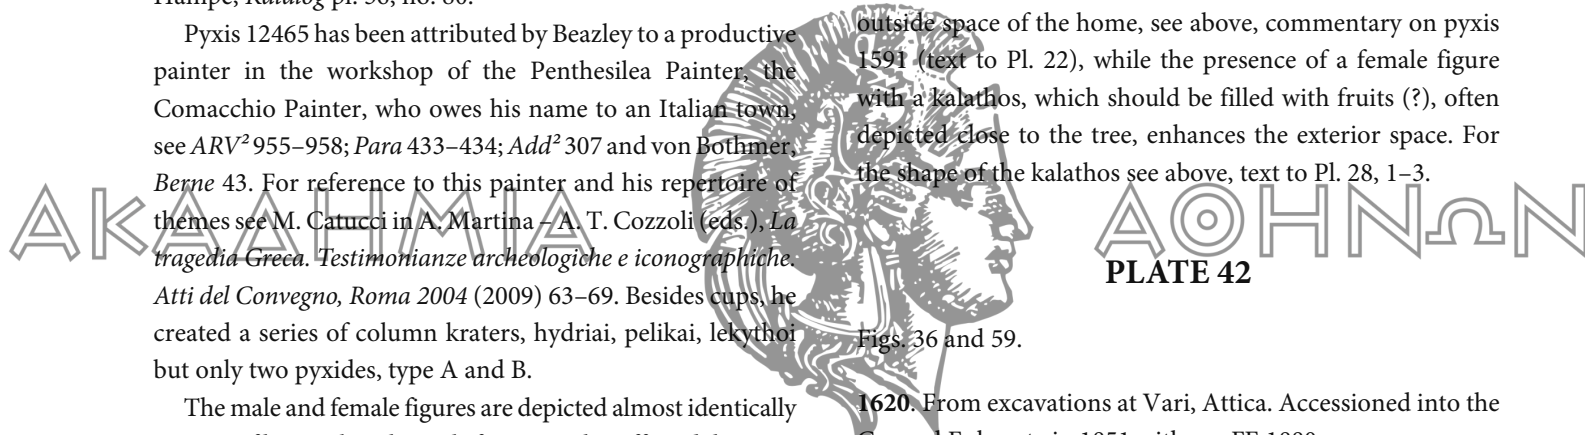 Hampe, Katalog pl. 36, no. 60.
Pyxis 12465 has been attributed by Beazley to a productive
painter in the workshop of the Penthesilea Painter, the
Comacchio Painter, who owes his name to an Italian town,
see ARV² 955–958; Para 433–434; Add² 307 and von Bothmer,
Berne 43. For reference to this painter and his repertoire of
themes see M. Catucci in A. Martina – A. T. Cozzoli (eds.), La
tragedia Greca. Testimonianze archeologiche e iconographiche.
Atti del Convegno, Roma 2004 (2009) 63–69. Besides cups, he
created a series of column kraters, hydriai, pelikai, lekythoi
but only two pyxides, type A and B.
The male and female figures are depicted almost identically
outside space of the home, see above, commentary on pyxis
1591 (text to Pl. 22), while the presence of a female figure
with a kalathos, which should be filled with fruits (?), often
depicted close to the tree, enhances the exterior space. For
the shape of the kalathos see above, text to Pl. 28, 1–3.
PLATE 42
Figs. 36 and 59.
1620. From excavations at Vari, Attica. Accessioned into the
ΑΚΑΔΗΜΙΑ ΑΘΗΝΩΝ